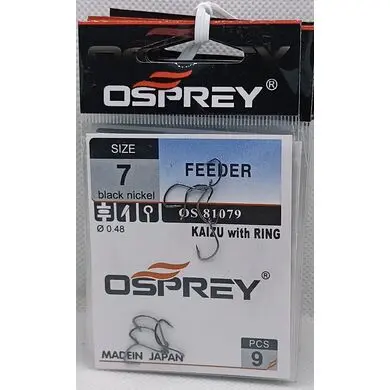 OSPREY®
SIZE
7
black nickel
FEEDER
Ø 0.48
OS 81079
KAIZU with RING
OSPREY®
MADEIN JAPAN
PCS
9